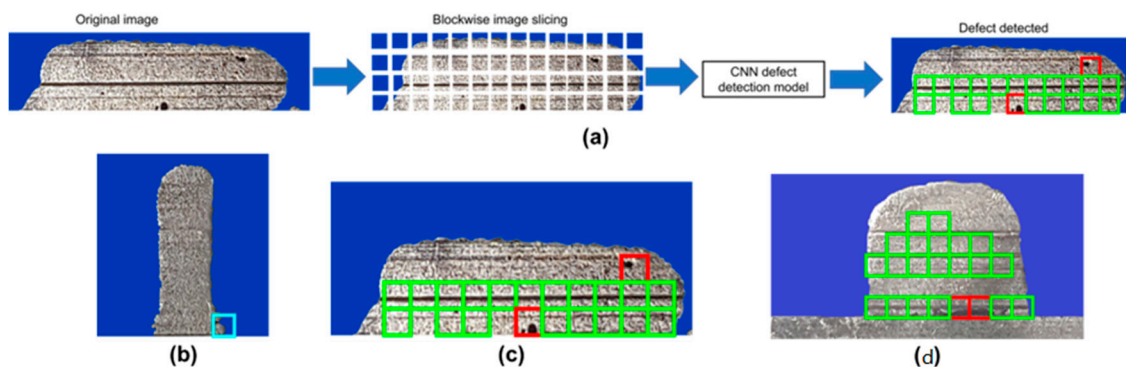 Original image
Blockwise image slicing
Defect detected
CNN defect
detection model
(a)
(b)
(c)
(d)